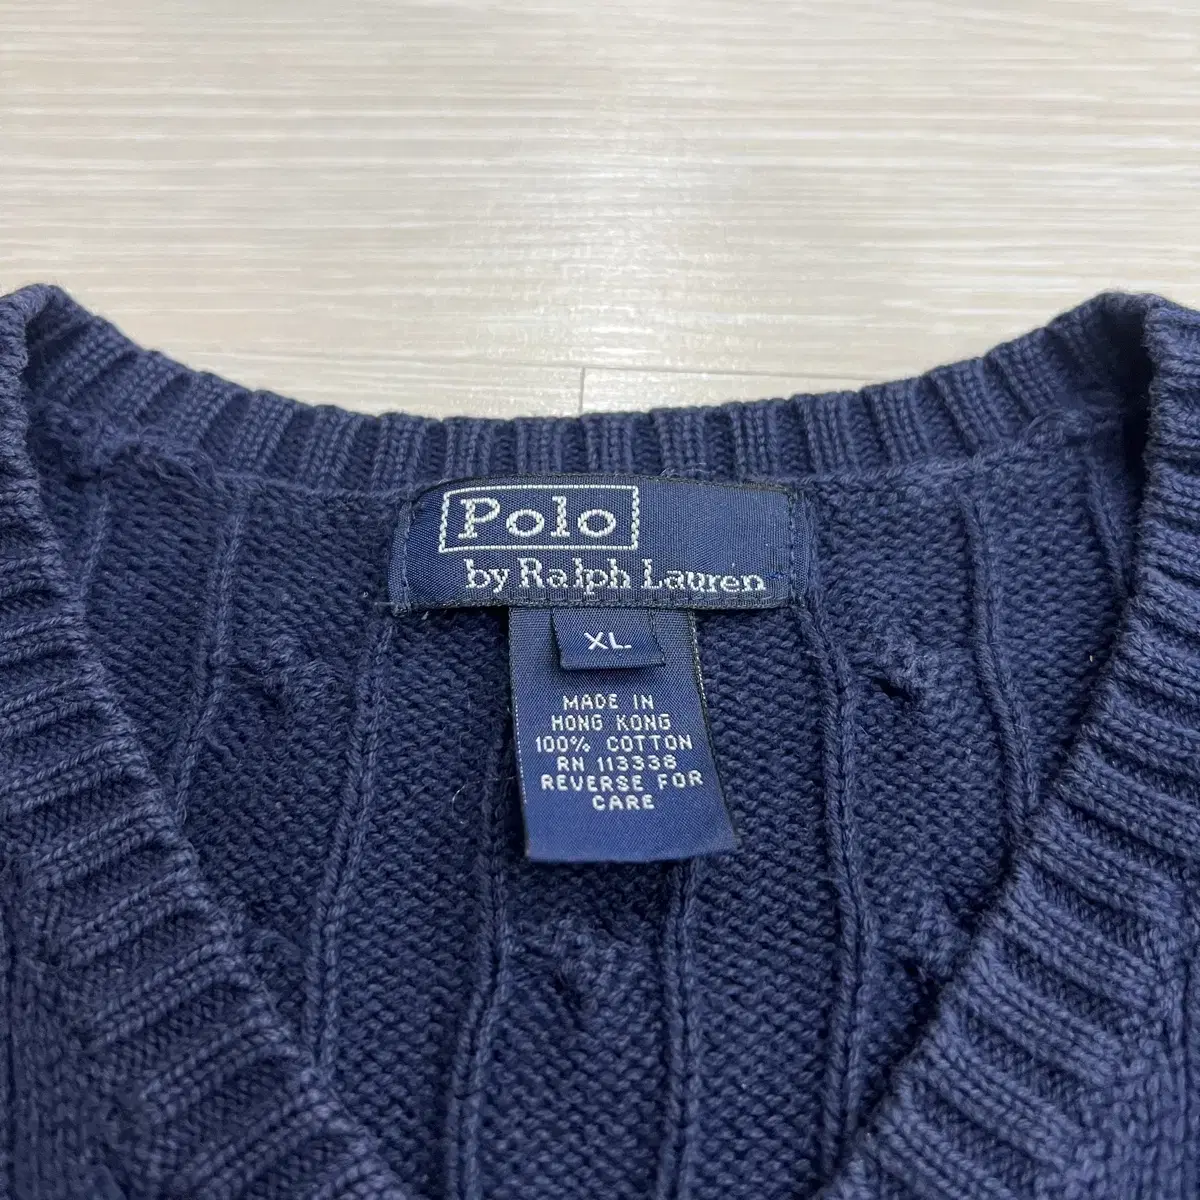 Polo
by Ralph Lauren
XL
MADE IN
HONG KONG
100% COTTON
RN 113338
REVERSE FOR
CARE